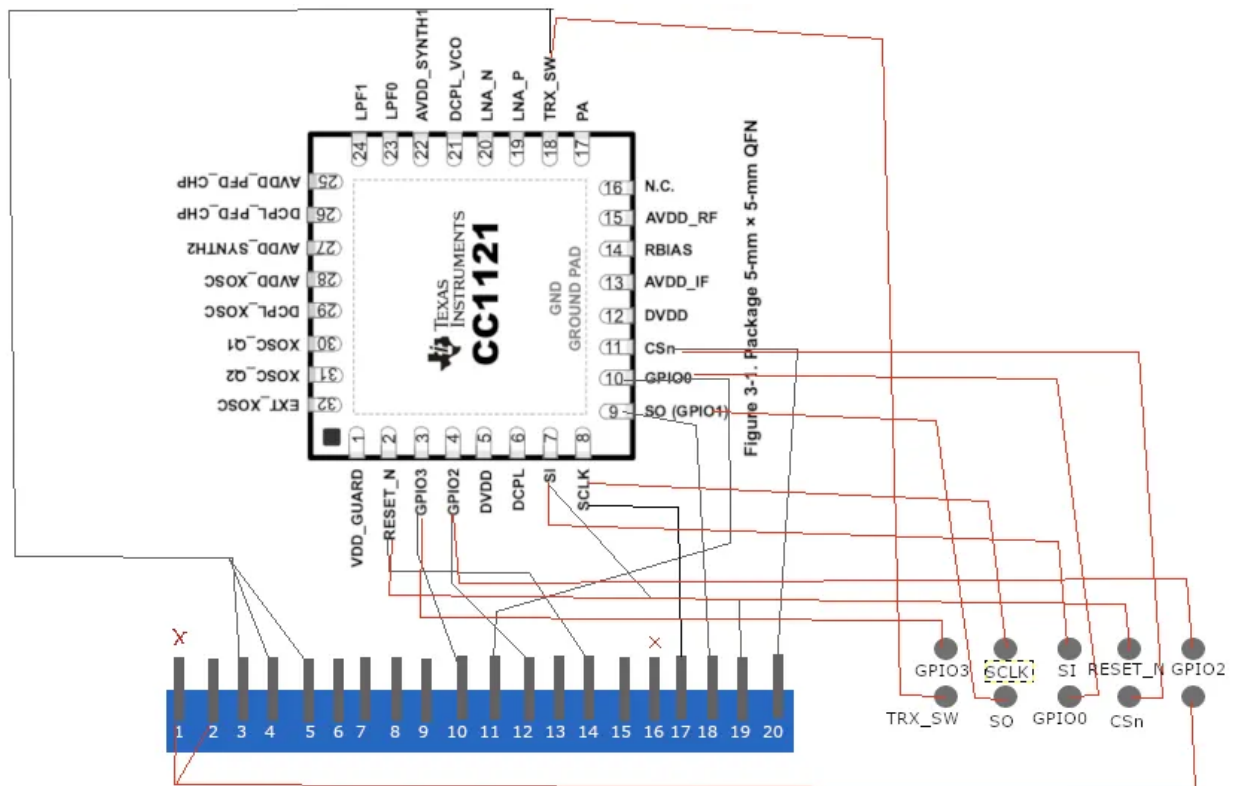 LPF1
LPF0
AVDD_SYNTH1
DCPL_VCO
LNA_N
LNA_P
TRX_SW
PA
24
23
22
21
20
19
18
17
AVDD_PFD_CHP
25
DCPL_PFD_CHP
26
AVDD_SYNTH2
27
AVDD_XOSC
28
DCPL_XOSC
29
XOSC_Q1
30
XOSC_Q2
31
EXT_XOSC
32
TEXAS
INSTRUMENTS
CC1121
GND
GROUND PAD
16 N.C.
15 AVDD_RF
14 RBIAS
13 AVDD_IF
12 DVDD
11 CSn
10 GPIO0
9 SO (GPIO1)
Figure 3-1. Package 5-mm × 5-mm QFN
1
2
3
4
5
6
7
8
VDD_GUARD
RESET_N
GPIO3
GPIO2
DVDD
DCPL
SI
SCLK
X
×
1 2 3 4 5 6 7 8 9 10 11 12 13 14 15 16 17 18 19 20
GPIO3 SCLK SI RESET_N GPIO2
TRX_SW SO GPIO0 CSn